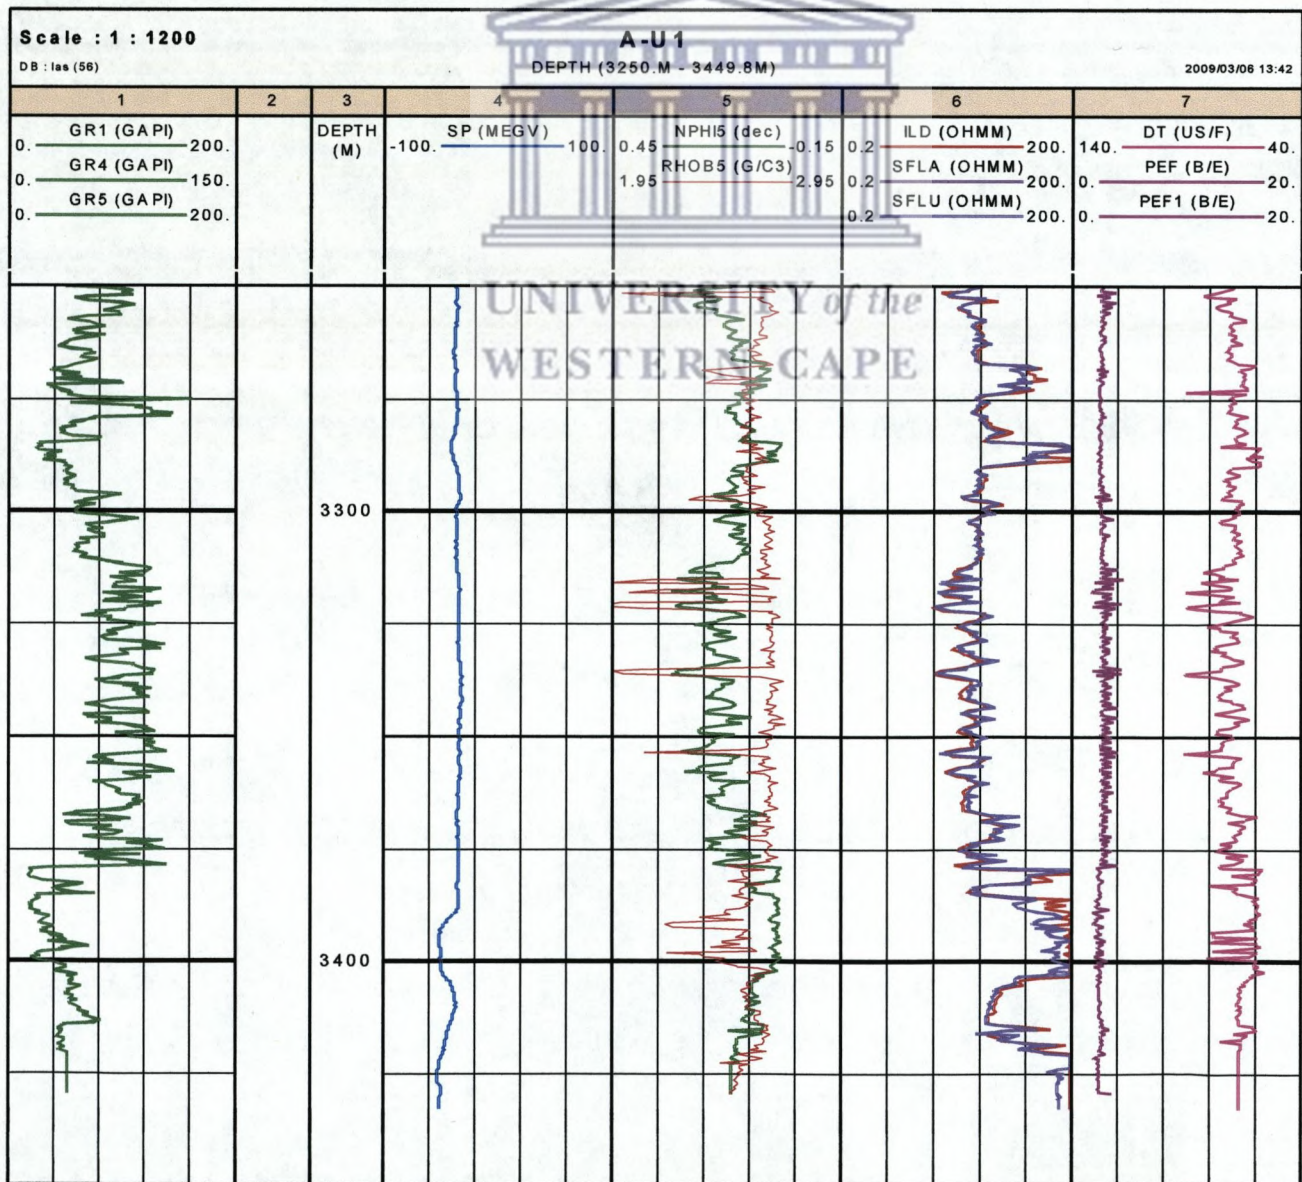 Scale : 1 : 1200
DB : las (56)
A-U1
DEPTH (3250.M - 3449.8M)
2009/03/06 13:42
1 2 3 4 5 6 7
GR1 (GAPI)
0. 200.
GR4 (GAPI)
0. 150.
GR5 (GAPI)
0. 200.
DEPTH
(M)
SP (MEGV)
-100. 100.
NPHI5 (dec)
0.45 -0.15
RHOB5 (G/C3)
1.95 2.95
ILD (OHMM)
0.2 200.
SFLA (OHMM)
0.2 200.
SFLU (OHMM)
0.2 200.
DT (US/F)
140. 40.
PEF (B/E)
0. 20.
PEF1 (B/E)
0. 20.
UNIVERSITY of the
WESTERN CAPE
3300
3400